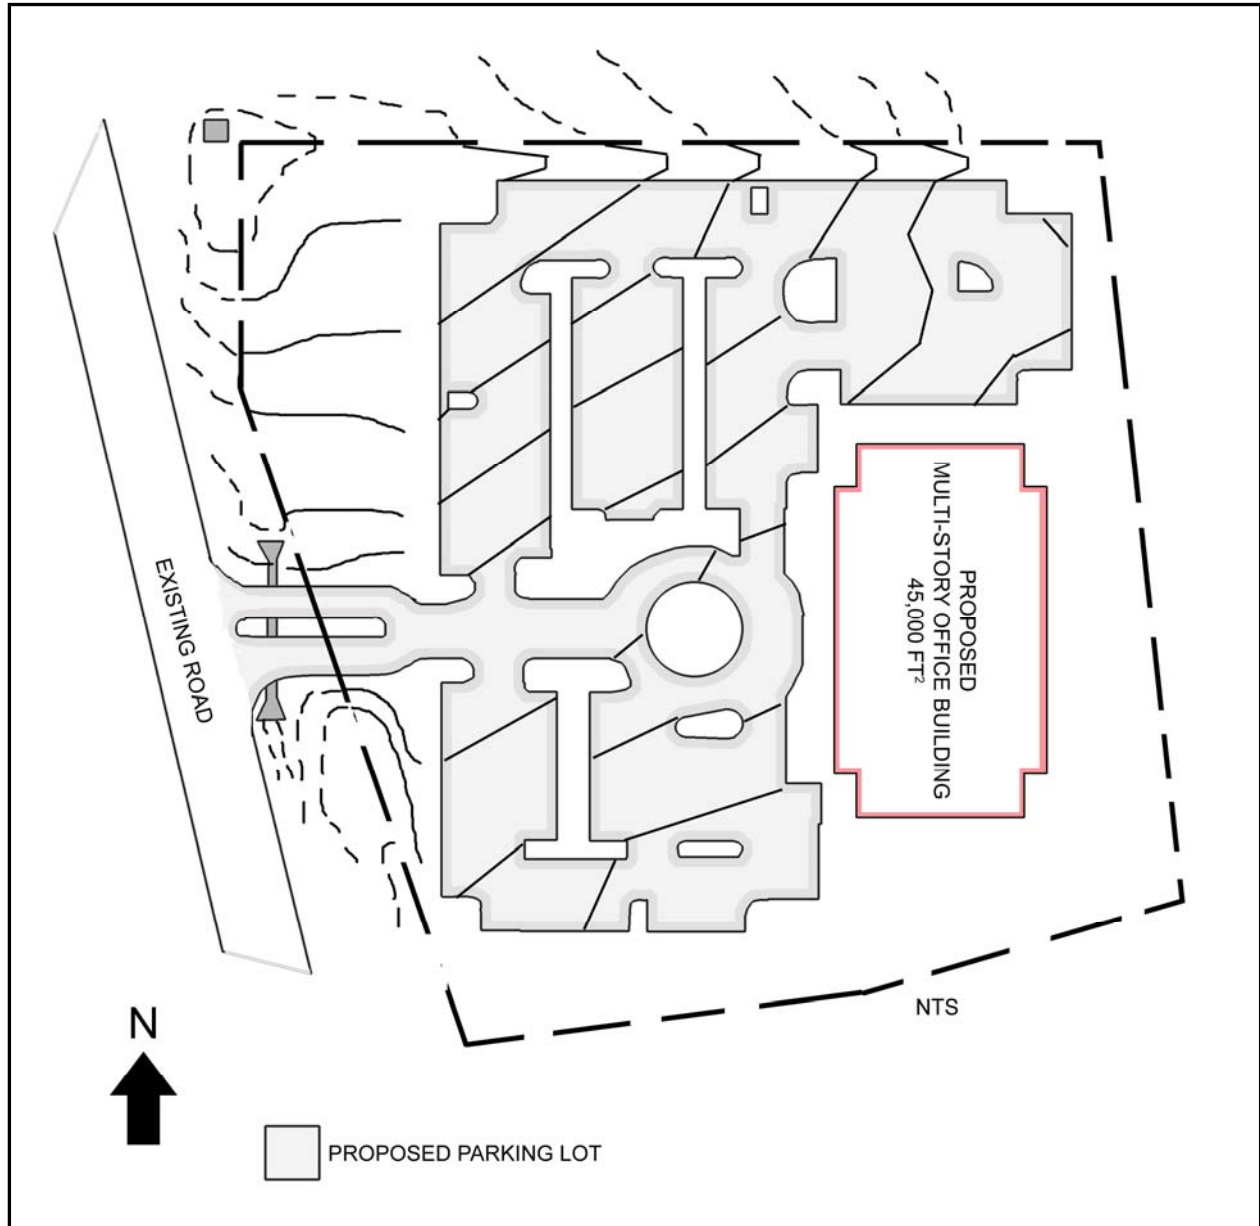 EXISTING ROAD
PROPOSED
MULTI-STORY OFFICE BUILDING
45,000 FT²
NTS
N
PROPOSED PARKING LOT